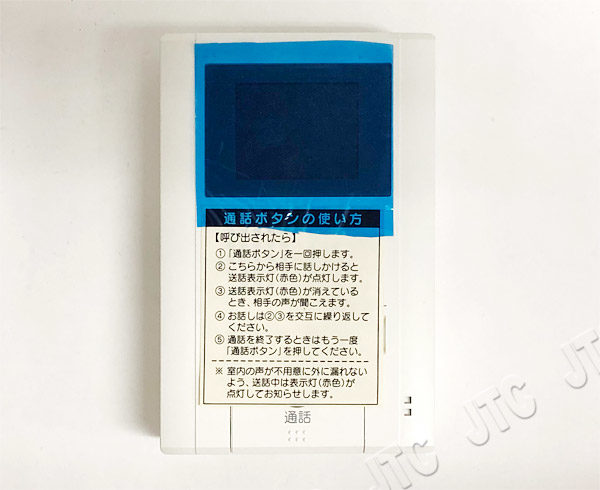 通話ボタンの使い方
【呼び出されたら】
①「通話ボタン」を一回押します。
② こちらから相手に話しかけると
送話表示灯(赤色)が点灯します。
③ 送話表示灯(赤色)が消えている
とき、相手の声が聞こえます。
④ お話しは②③を交互に繰り返して
ください。
⑤ 通話を終了するときはもう一度
「通話ボタン」を押してください。
※ 室内の声が不用意に外に漏れない
よう、送話中は表示灯(赤色)が
点灯してお知らせします。
通話
JTC JTC JTC